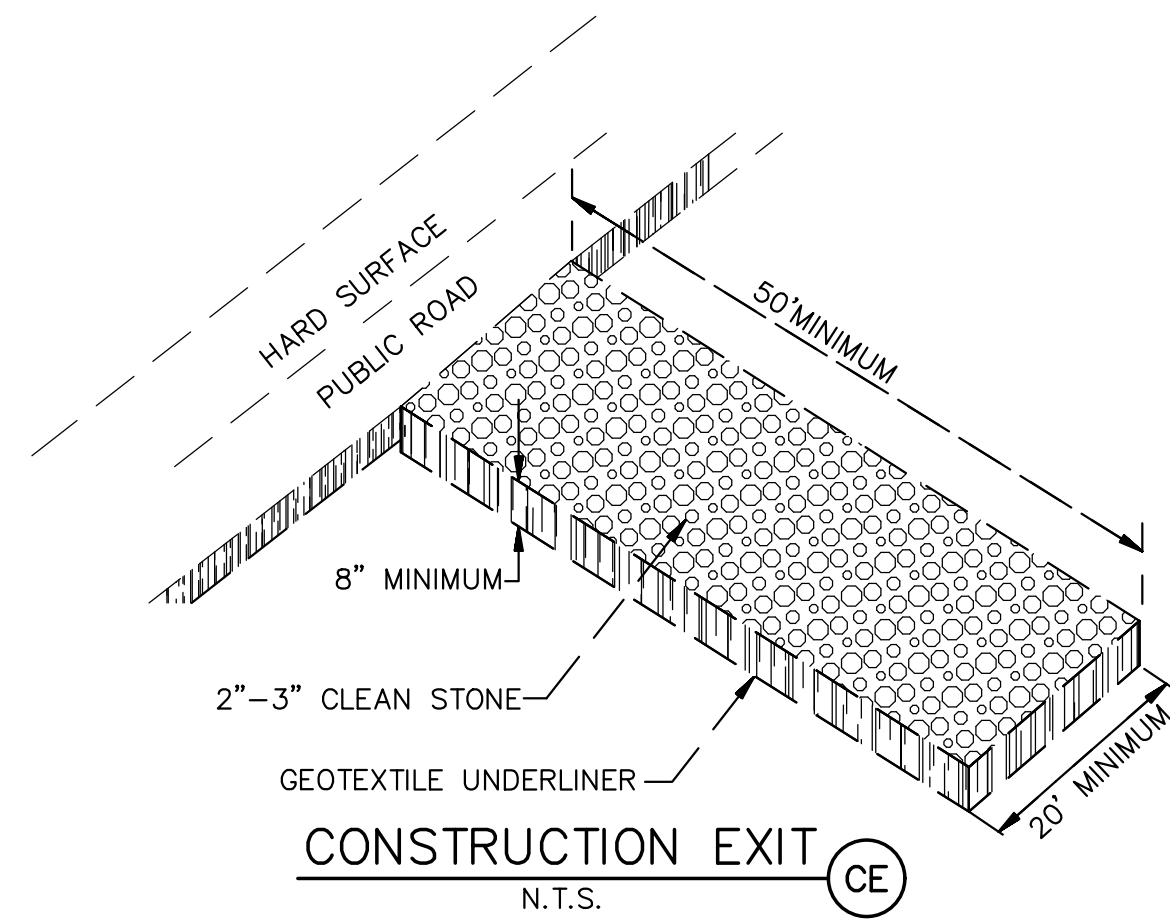 HARD SURFACE
PUBLIC ROAD
50'MINIMUM
8" MINIMUM
2"-3" CLEAN STONE
GEOTEXTILE UNDERLINER
20' MINIMUM
CONSTRUCTION EXIT
CE
N.T.S.